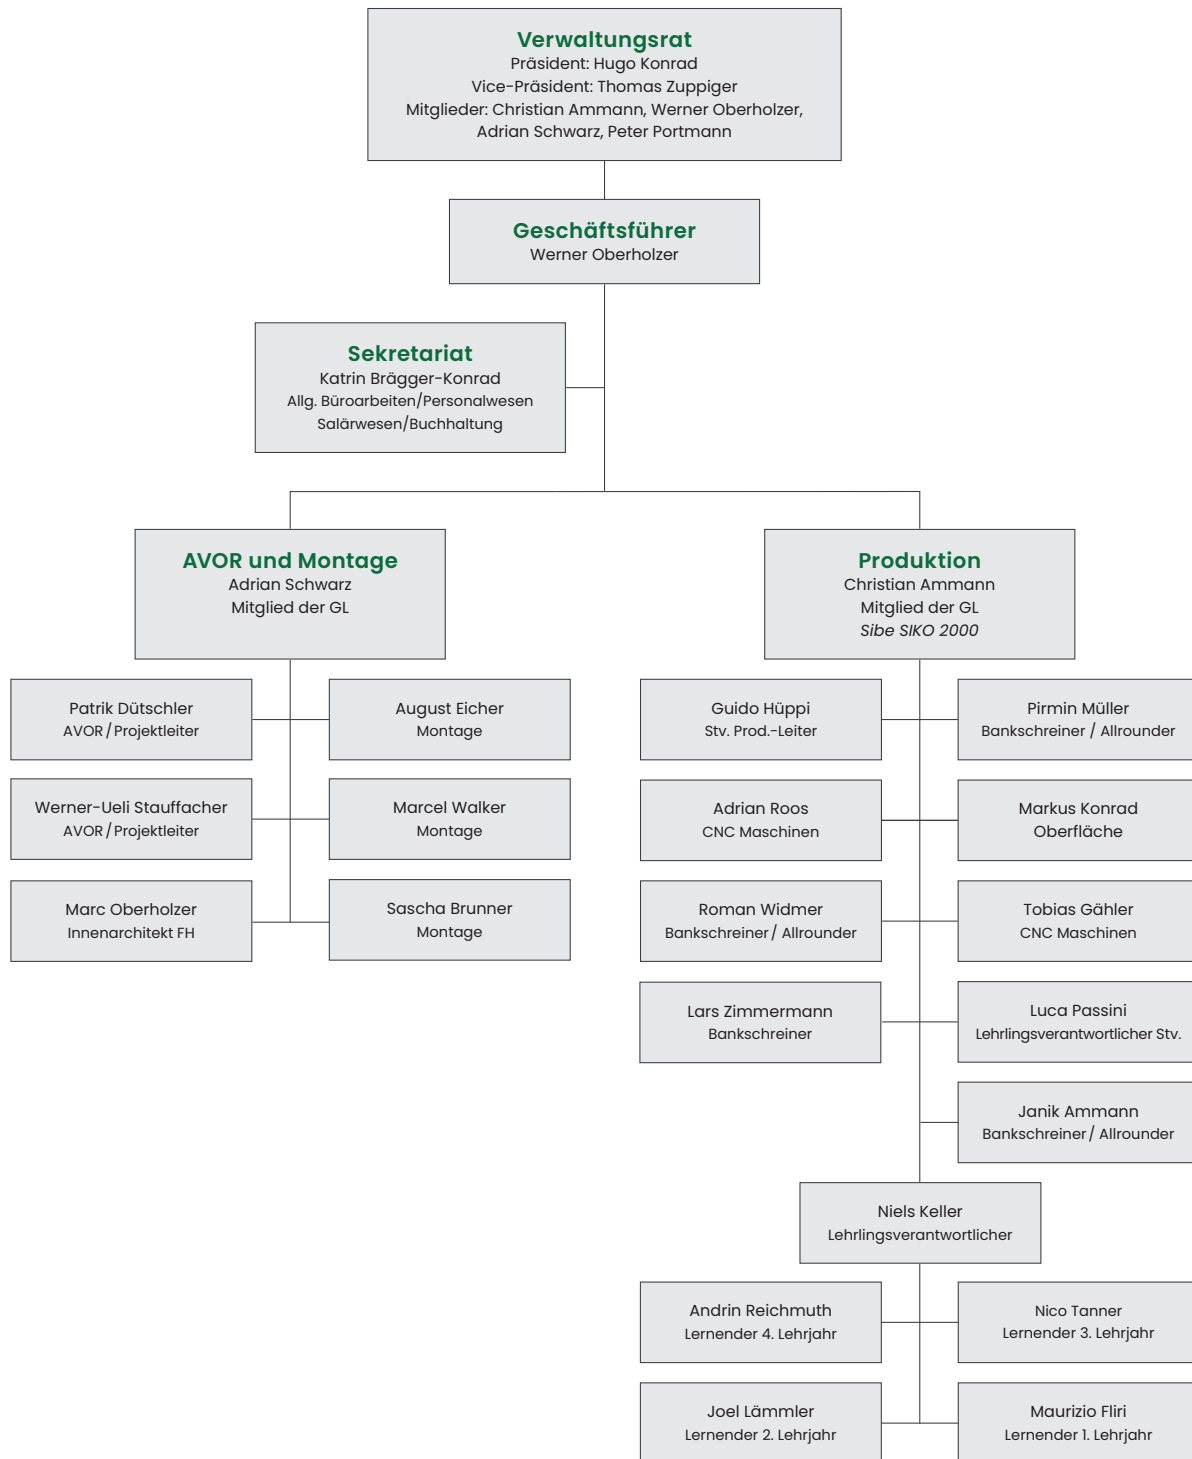 Verwaltungsrat
Präsident: Hugo Konrad
Vice-Präsident: Thomas Zuppiger
Mitglieder: Christian Ammann, Werner Oberholzer,
Adrian Schwarz, Peter Portmann
Geschäftsführer
Werner Oberholzer
Sekretariat
Katrin Brägger-Konrad
Allg. Büroarbeiten/Personalwesen
Salärwesen/Buchhaltung
AVOR und Montage
Adrian Schwarz
Mitglied der GL
Produktion
Christian Ammann
Mitglied der GL
Sibe SIKO 2000
Patrik Dütschler
AVOR / Projektleiter
August Eicher
Montage
Werner-Ueli Stauffacher
AVOR / Projektleiter
Marcel Walker
Montage
Marc Oberholzer
Innenarchitekt FH
Sascha Brunner
Montage
Guido Hüppi
Stv. Prod.-Leiter
Pirmin Müller
Bankschreiner / Allrounder
Adrian Roos
CNC Maschinen
Markus Konrad
Oberfläche
Roman Widmer
Bankschreiner / Allrounder
Tobias Gähler
CNC Maschinen
Lars Zimmermann
Bankschreiner
Luca Passini
Lehrlingsverantwortlicher Stv.
Janik Ammann
Bankschreiner / Allrounder
Niels Keller
Lehrlingsverantwortlicher
Andrin Reichmuth
Lernender 4. Lehrjahr
Nico Tanner
Lernender 3. Lehrjahr
Joel Lämmler
Lernender 2. Lehrjahr
Maurizio Fliri
Lernender 1. Lehrjahr